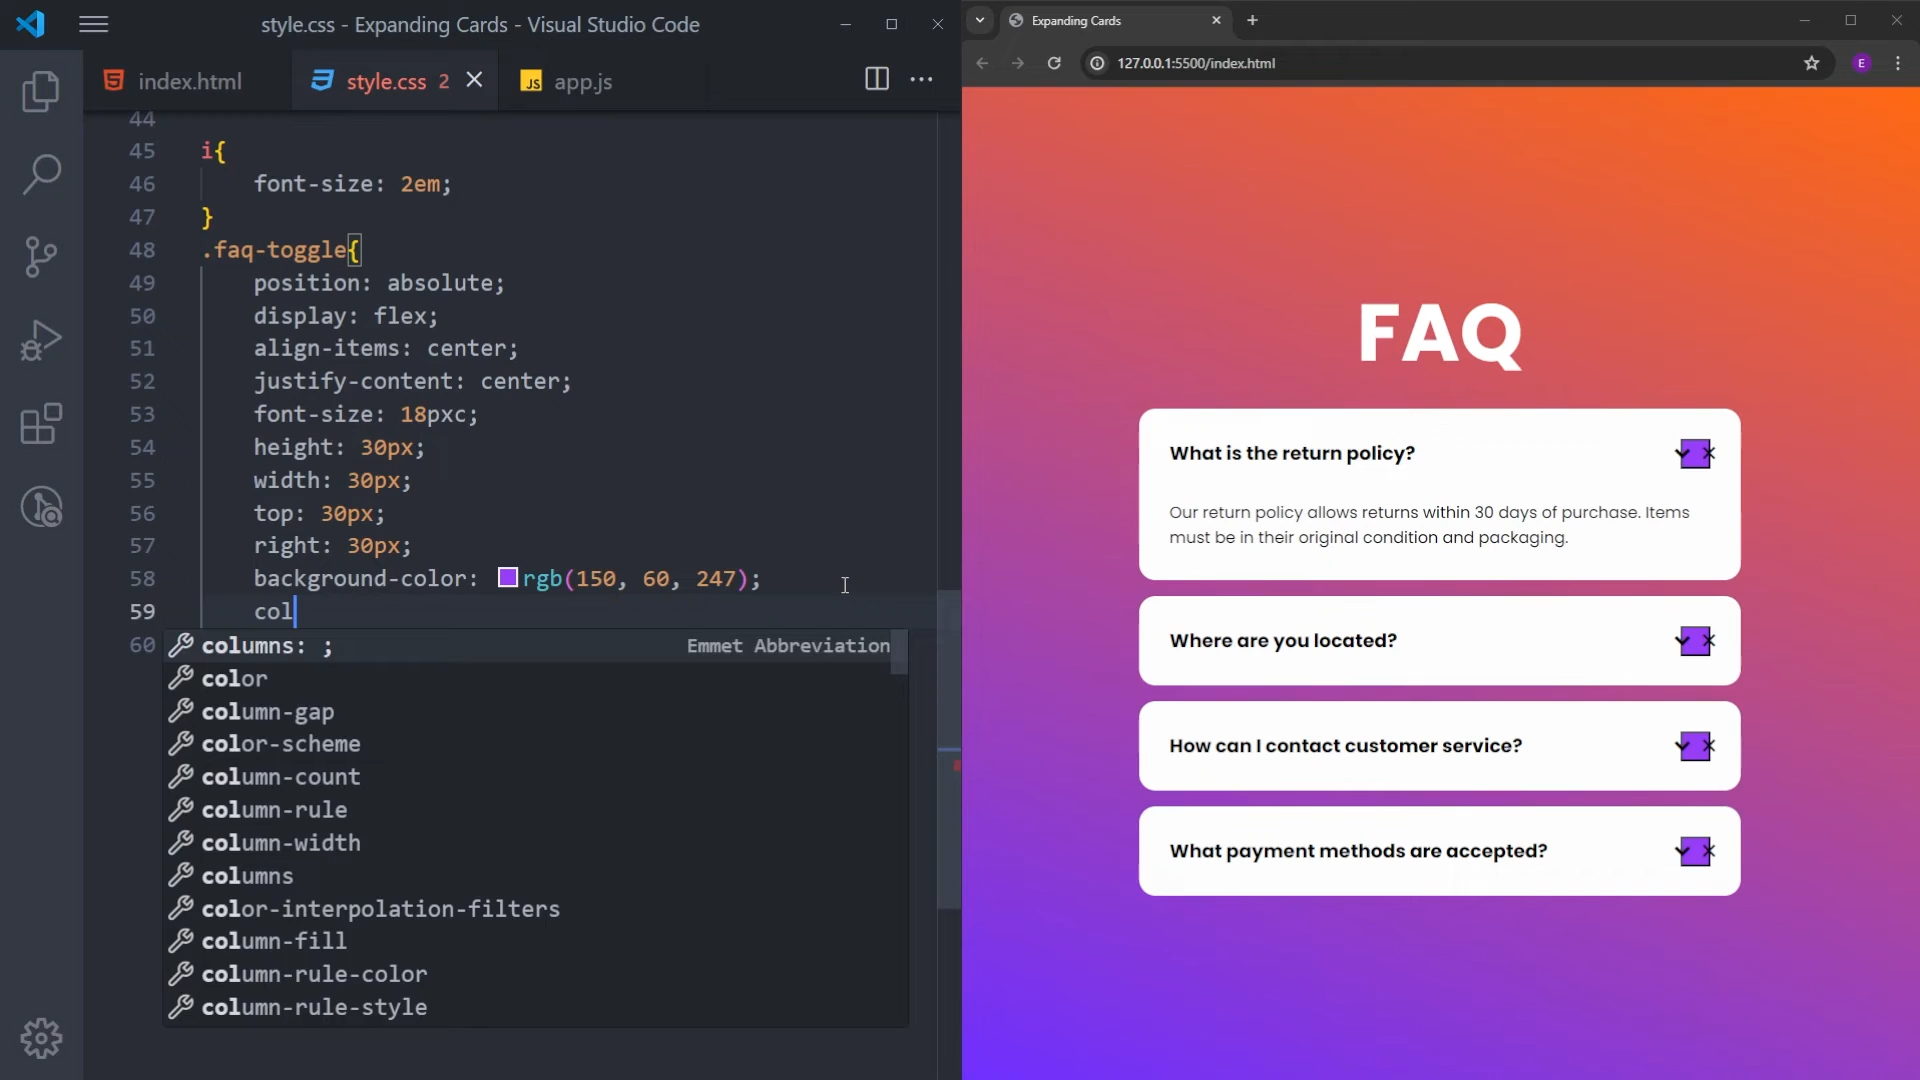 style.css - Expanding Cards - Visual Studio Code
index.html
style.css 2
JS app.js
44
45 i{
46 font-size: 2em;
47 }
48 .faq-toggle{
49 position: absolute;
50 display: flex;
51 align-items: center;
52 justify-content: center;
53 font-size: 18pxc;
54 height: 30px;
55 width: 30px;
56 top: 30px;
57 right: 30px;
58 background-color: rgb(150, 60, 247);
59 col
60
columns: ; Emmet Abbreviation
color
column-gap
color-scheme
column-count
column-rule
column-width
columns
color-interpolation-filters
column-fill
column-rule-color
column-rule-style
Expanding Cards
127.0.0.1:5500/index.html
E
FAQ
What is the return policy?
Our return policy allows returns within 30 days of purchase. Items
must be in their original condition and packaging.
Where are you located?
How can I contact customer service?
What payment methods are accepted?